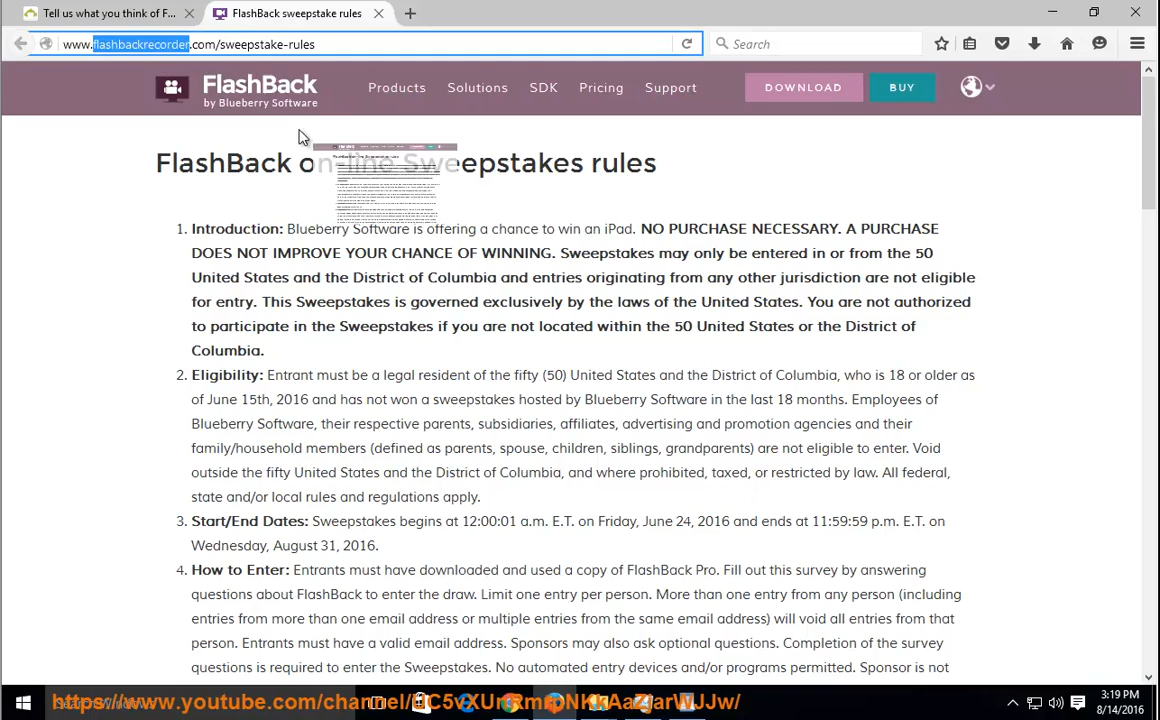 Tell us what you think of F...
FlashBack sweepstake rules
www.flashbackrecorder.com/sweepstake-rules
Search
FlashBack
by Blueberry Software
Products
Solutions
SDK
Pricing
Support
DOWNLOAD
BUY
FlashBack on-line Sweepstakes rules
1. Introduction: Blueberry Software is offering a chance to win an iPad. NO PURCHASE NECESSARY. A PURCHASE
DOES NOT IMPROVE YOUR CHANCE OF WINNING. Sweepstakes may only be entered in or from the 50
United States and the District of Columbia and entries originating from any other jurisdiction are not eligible
for entry. This Sweepstakes is governed exclusively by the laws of the United States. You are not authorized
to participate in the Sweepstakes if you are not located within the 50 United States or the District of
Columbia.
2. Eligibility: Entrant must be a legal resident of the fifty (50) United States and the District of Columbia, who is 18 or older as
of June 15th, 2016 and has not won a sweepstakes hosted by Blueberry Software in the last 18 months. Employees of
Blueberry Software, their respective parents, subsidiaries, affiliates, advertising and promotion agencies and their
family/household members (defined as parents, spouse, children, siblings, grandparents) are not eligible to enter. Void
outside the fifty United States and the District of Columbia, and where prohibited, taxed, or restricted by law. All federal,
state and/or local rules and regulations apply.
3. Start/End Dates: Sweepstakes begins at 12:00:01 a.m. E.T. on Friday, June 24, 2016 and ends at 11:59:59 p.m. E.T. on
Wednesday, August 31, 2016.
4. How to Enter: Entrants must have downloaded and used a copy of FlashBack Pro. Fill out this survey by answering
questions about FlashBack to enter the draw. Limit one entry per person. More than one entry from any person (including
entries from more than one email address or multiple entries from the same email address) will void all entries from that
person. Entrants must have a valid email address. Sponsors may also ask optional questions. Completion of the survey
questions is required to enter the Sweepstakes. No automated entry devices and/or programs permitted. Sponsor is not
Search Windows
3:19 PM
8/14/2016